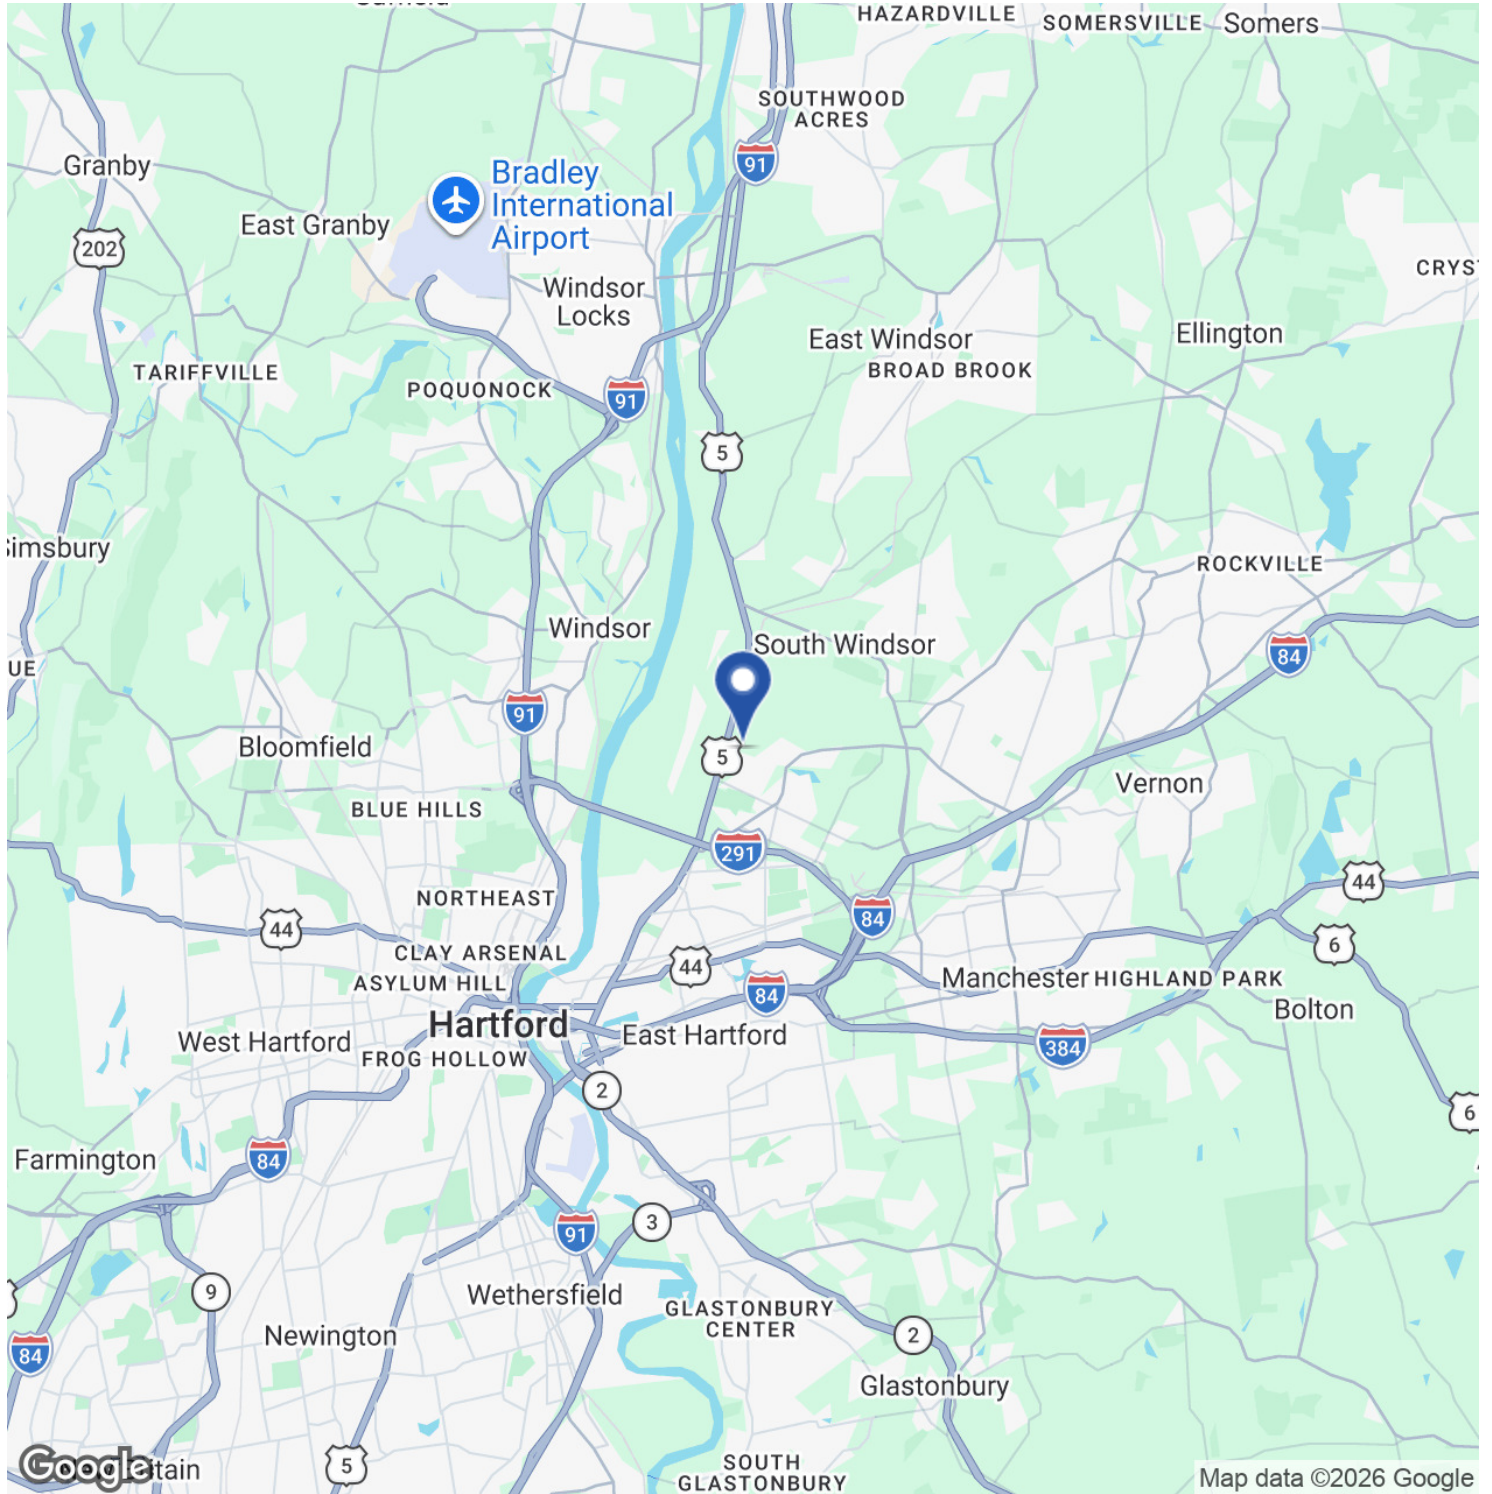 HAZARDVILLE
SOMERSVILLE
Somers
SOUTHWOOD
ACRES
91
Granby
Bradley
International
Airport
East Granby
202
CRYS
Windsor
Locks
East Windsor
Ellington
BROAD BROOK
TARIFFVILLE
POQUONOCK
91
5
Simsbury
ROCKVILLE
Windsor
South Windsor
84
UE
91
Bloomfield
5
Vernon
BLUE HILLS
291
44
NORTHEAST
84
44
6
CLAY ARSENAL
44
ASYLUM HILL
Manchester
HIGHLAND PARK
84
Bolton
Hartford
East Hartford
West Hartford
384
FROG HOLLOW
2
6
Farmington
84
3
91
9
Wethersfield
GLASTONBURY
CENTER
Newington
2
84
Glastonbury
5
SOUTH
GLASTONBURY
Google
Map data ©2026 Google